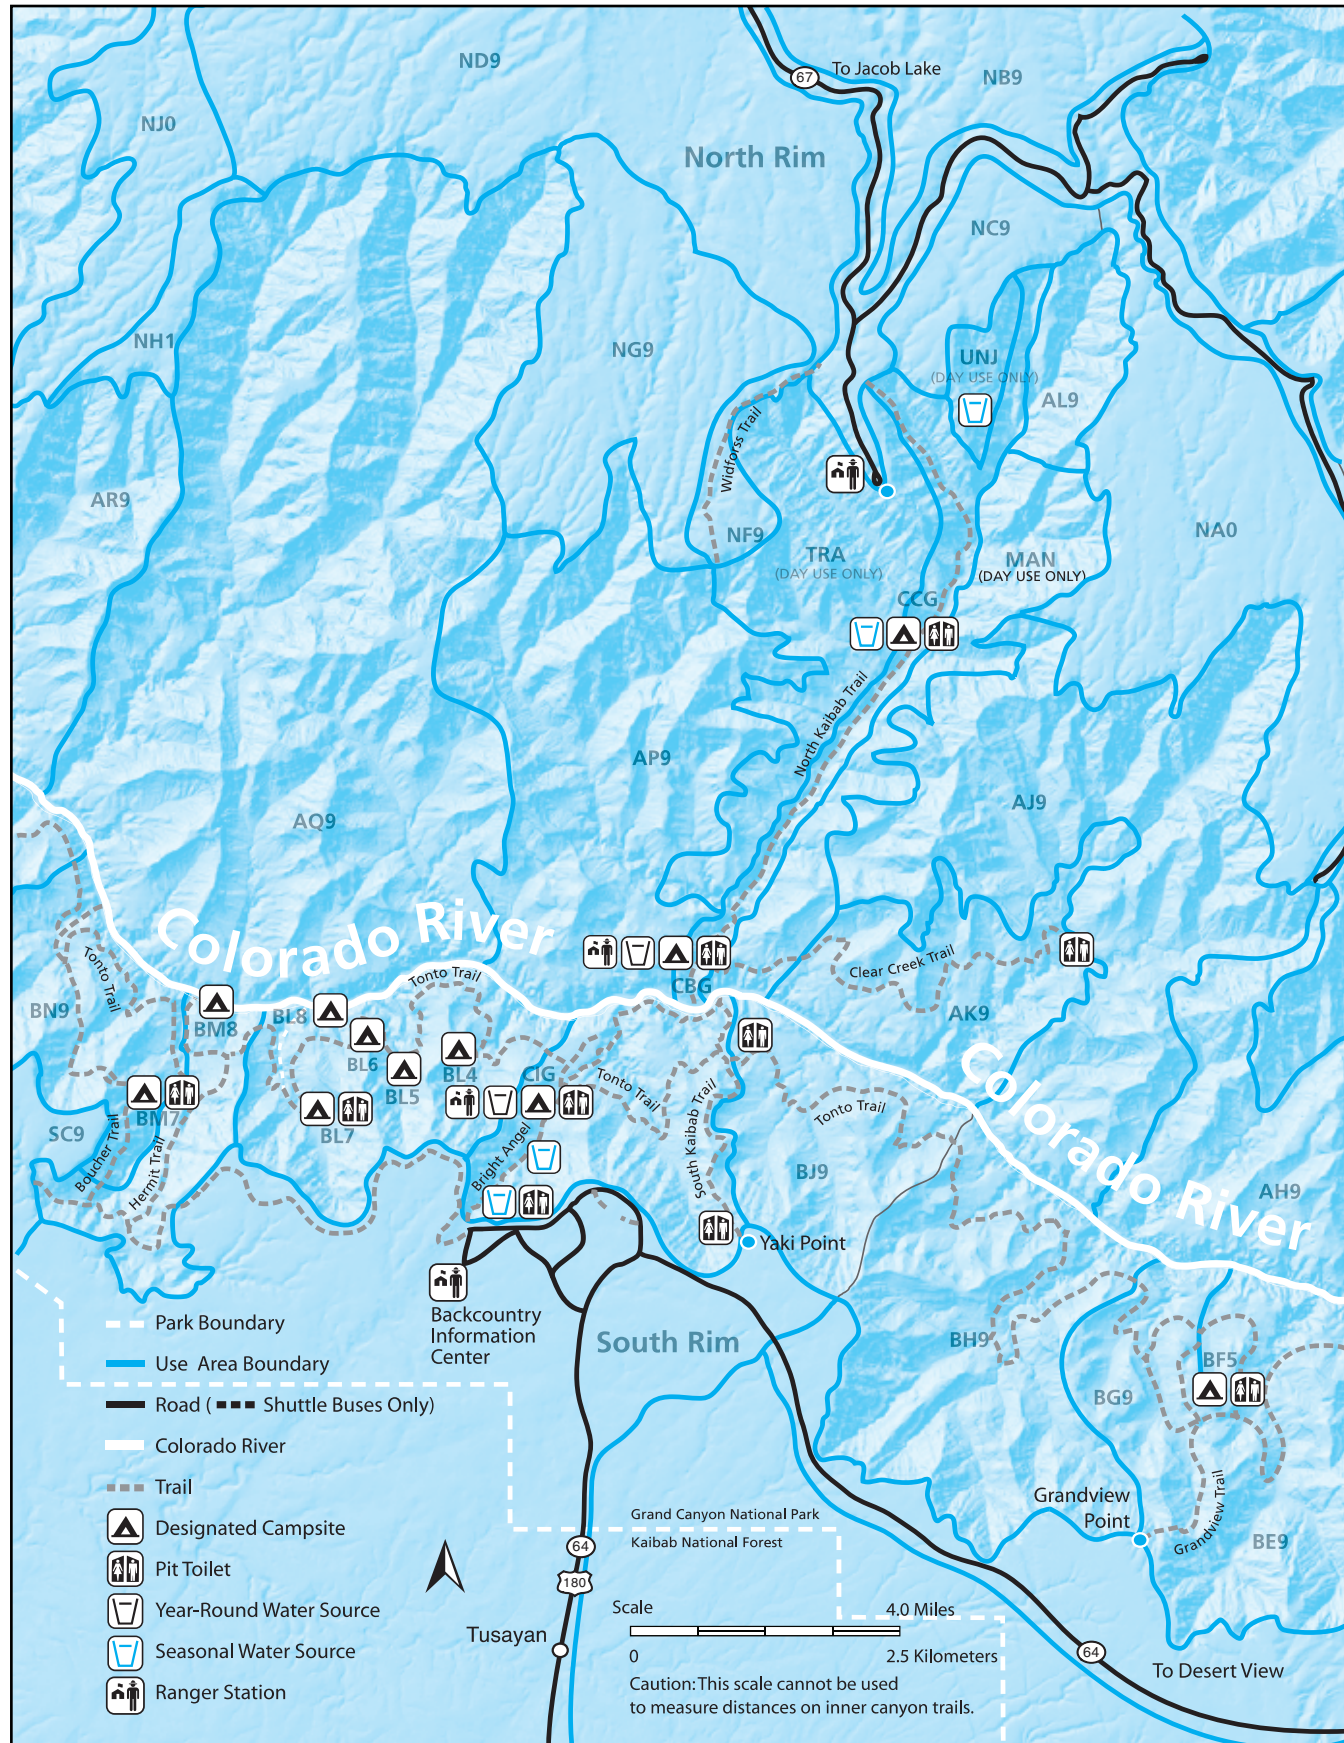 ND9
To Jacob Lake
67
NB9
NJ0
North Rim
NC9
NH1
NG9
UNJ
(DAY USE ONLY)
AL9
Widforss Trail
AR9
NF9
TRA
(DAY USE ONLY)
MAN
(DAY USE ONLY)
NA0
CCG
North Kaibab Trail
AP9
AJ9
AQ9
Colorado River
Tonto Trail
Tonto Trail
Clear Creek Trail
CBG
BN9
BM8
BL8
AK9
BL6
BL5
BL4
CIG
Tonto Trail
Colorado River
BM7
BL7
Tonto Trail
SC9
Boucher Trail
Hermit Trail
Bright Angel
South Kaibab Trail
BJ9
AH9
Yaki Point
Backcountry
Information
Center
South Rim
BH9
BF5
BG9
Park Boundary
Use Area Boundary
Road ( Shuttle Buses Only)
Colorado River
Trail
Designated Campsite
Pit Toilet
Year-Round Water Source
Seasonal Water Source
Ranger Station
Grandview
Point
Grandview Trail
BE9
Grand Canyon National Park
Kaibab National Forest
64
180
Tusayan
Scale
4.0 Miles
0
2.5 Kilometers
Caution: This scale cannot be used
to measure distances on inner canyon trails.
64
To Desert View